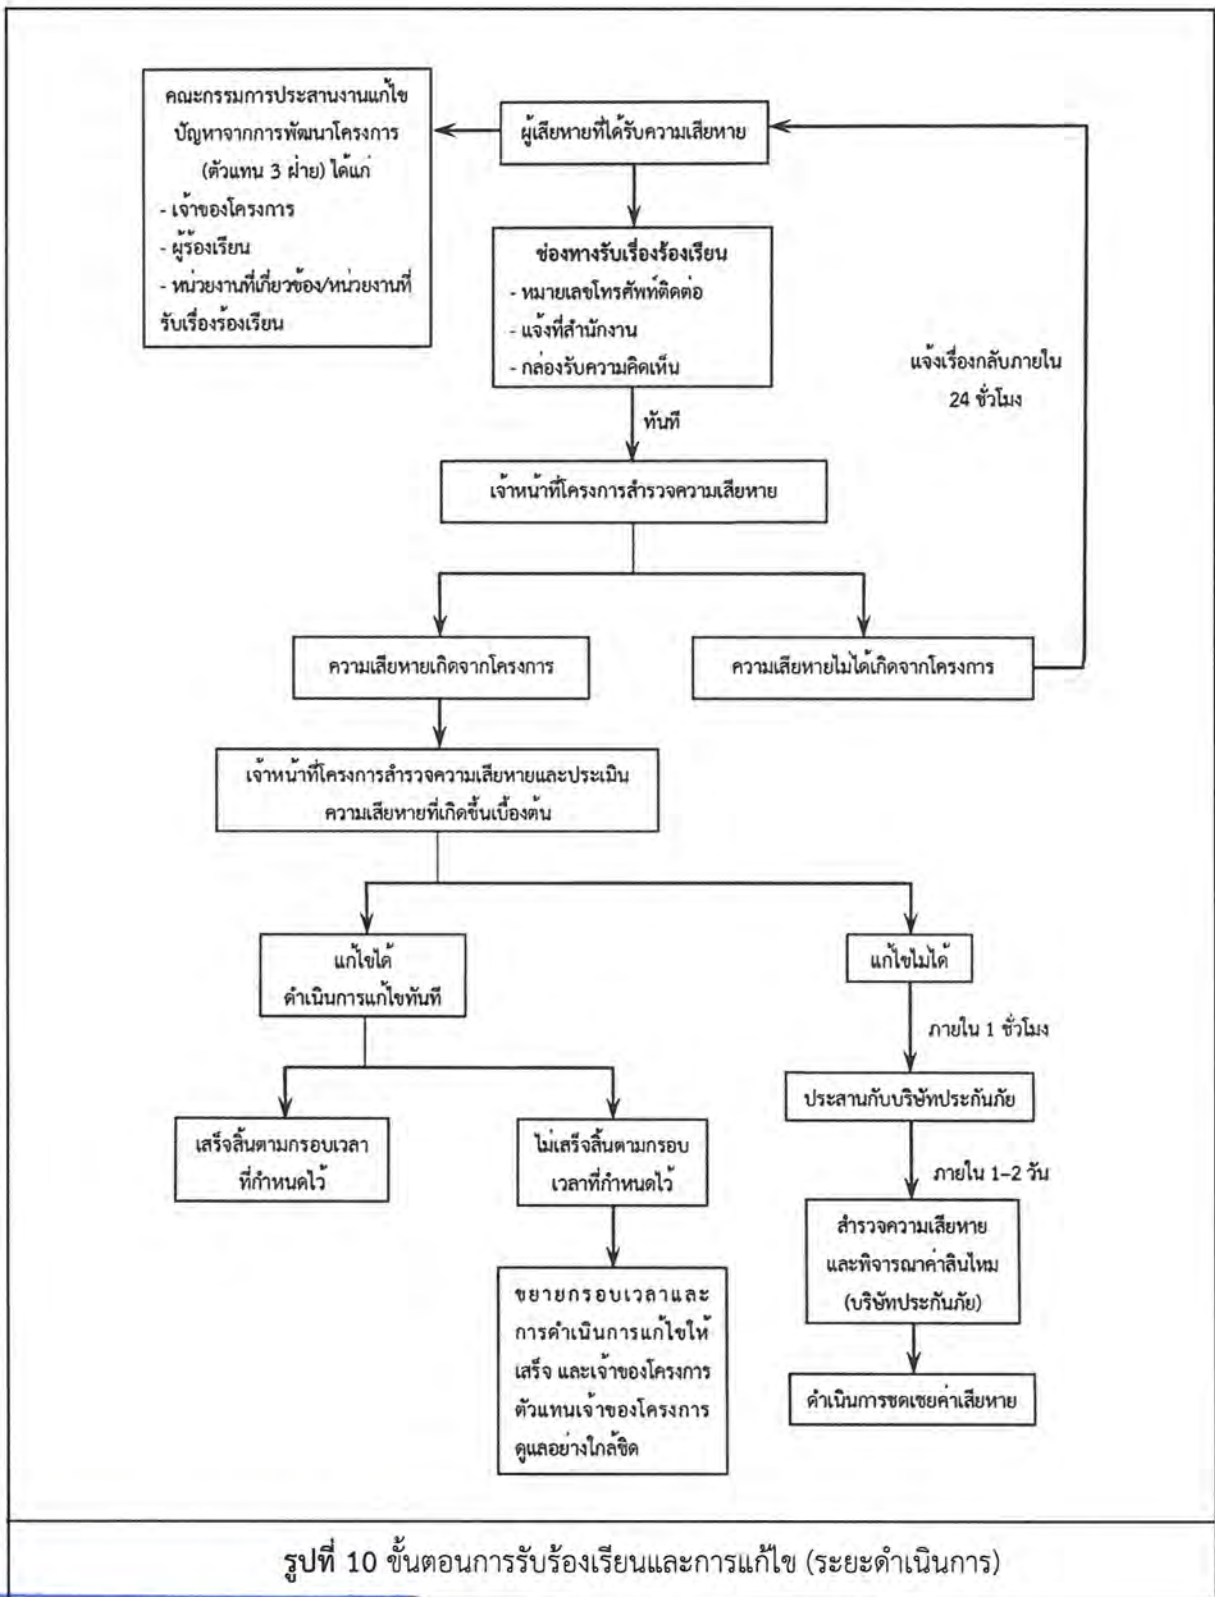 คณะกรรมการประสานงานแก้ไข
ปัญหาจากการพัฒนาโครงการ
(ตัวแทน 3 ฝ่าย) ได้แก่
- เจ้าของโครงการ
- ผู้ร้องเรียน
- หน่วยงานที่เกี่ยวข้อง/หน่วยงานที่
รับเรื่องร้องเรียน
ผู้เสียหายที่ได้รับความเสียหาย
ช่องทางรับเรื่องร้องเรียน
- หมายเลขโทรศัพท์ติดต่อ
- แจ้งที่สำนักงาน
- กล่องรับความคิดเห็น
แจ้งเรื่องกลับภายใน
24 ชั่วโมง
ทันที
เจ้าหน้าที่โครงการสำรวจความเสียหาย
ความเสียหายเกิดจากโครงการ
ความเสียหายไม่ได้เกิดจากโครงการ
เจ้าหน้าที่โครงการสำรวจความเสียหายและประเมิน
ความเสียหายที่เกิดขึ้นเบื้องต้น
แก้ไขได้
ดำเนินการแก้ไขทันที
แก้ไขไม่ได้
ภายใน 1 ชั่วโมง
ประสานกับบริษัทประกันภัย
เสร็จสิ้นตามกรอบเวลา
ที่กำหนดไว้
ไม่เสร็จสิ้นตามกรอบ
เวลาที่กำหนดไว้
ภายใน 1–2 วัน
สำรวจความเสียหาย
และพิจารณาค่าสินไหม
(บริษัทประกันภัย)
ขยายกรอบเวลาและ
การดำเนินการแก้ไขให้
เสร็จ และเจ้าของโครงการ
ตัวแทนเจ้าของโครงการ
ดูแลอย่างใกล้ชิด
ดำเนินการชดเชยค่าเสียหาย
รูปที่ 10 ขั้นตอนการรับร้องเรียนและการแก้ไข (ระยะดำเนินการ)